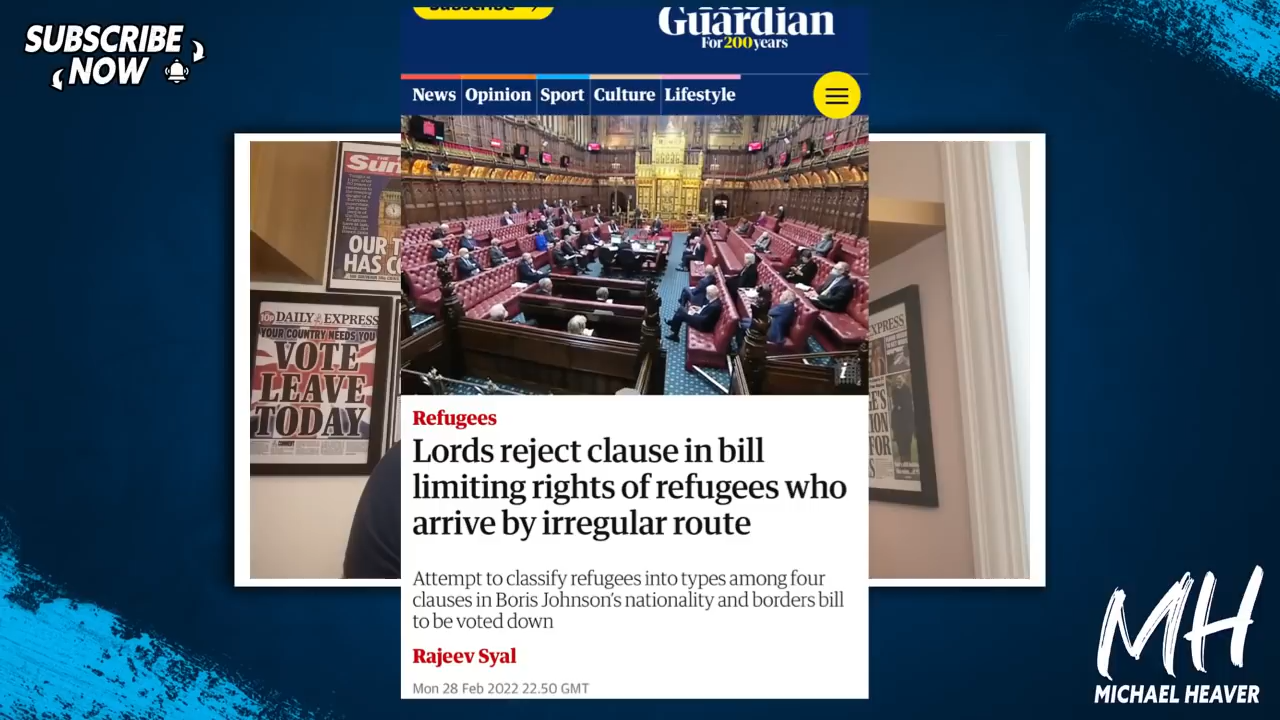 SUBSCRIBE
NOW
Subscribe
Guardian
For 200 years
News Opinion Sport Culture Lifestyle
Sun
OUR
HAS
10p DAILY EXPRESS
YOUR COUNTRY NEEDS YOU
VOTE
LEAVE
TODAY
EXPRESS
FOR
i
Refugees
Lords reject clause in bill
limiting rights of refugees who
arrive by irregular route
Attempt to classify refugees into types among four
clauses in Boris Johnson's nationality and borders bill
to be voted down
Rajeev Syal
Mon 28 Feb 2022 22.50 GMT
MH
MICHAEL HEAVER